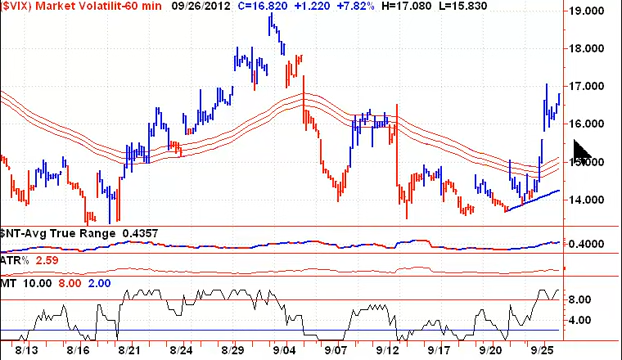 ($VIX) Market Volatilit-60 min 09/26/2012 C=16.820 +1.220 +7.82% H=17.080 L=15.830
19.000
18.000
17.000
16.000
15.000
14.000
$NT-Avg True Range 0.4357
0.4000
ATR% 2.59
MT 10.00 8.00 2.00
8.00
4.00
8/13 8/16 8/21 8/24 8/29 9/04 9/07 9/12 9/17 9/20 9/25